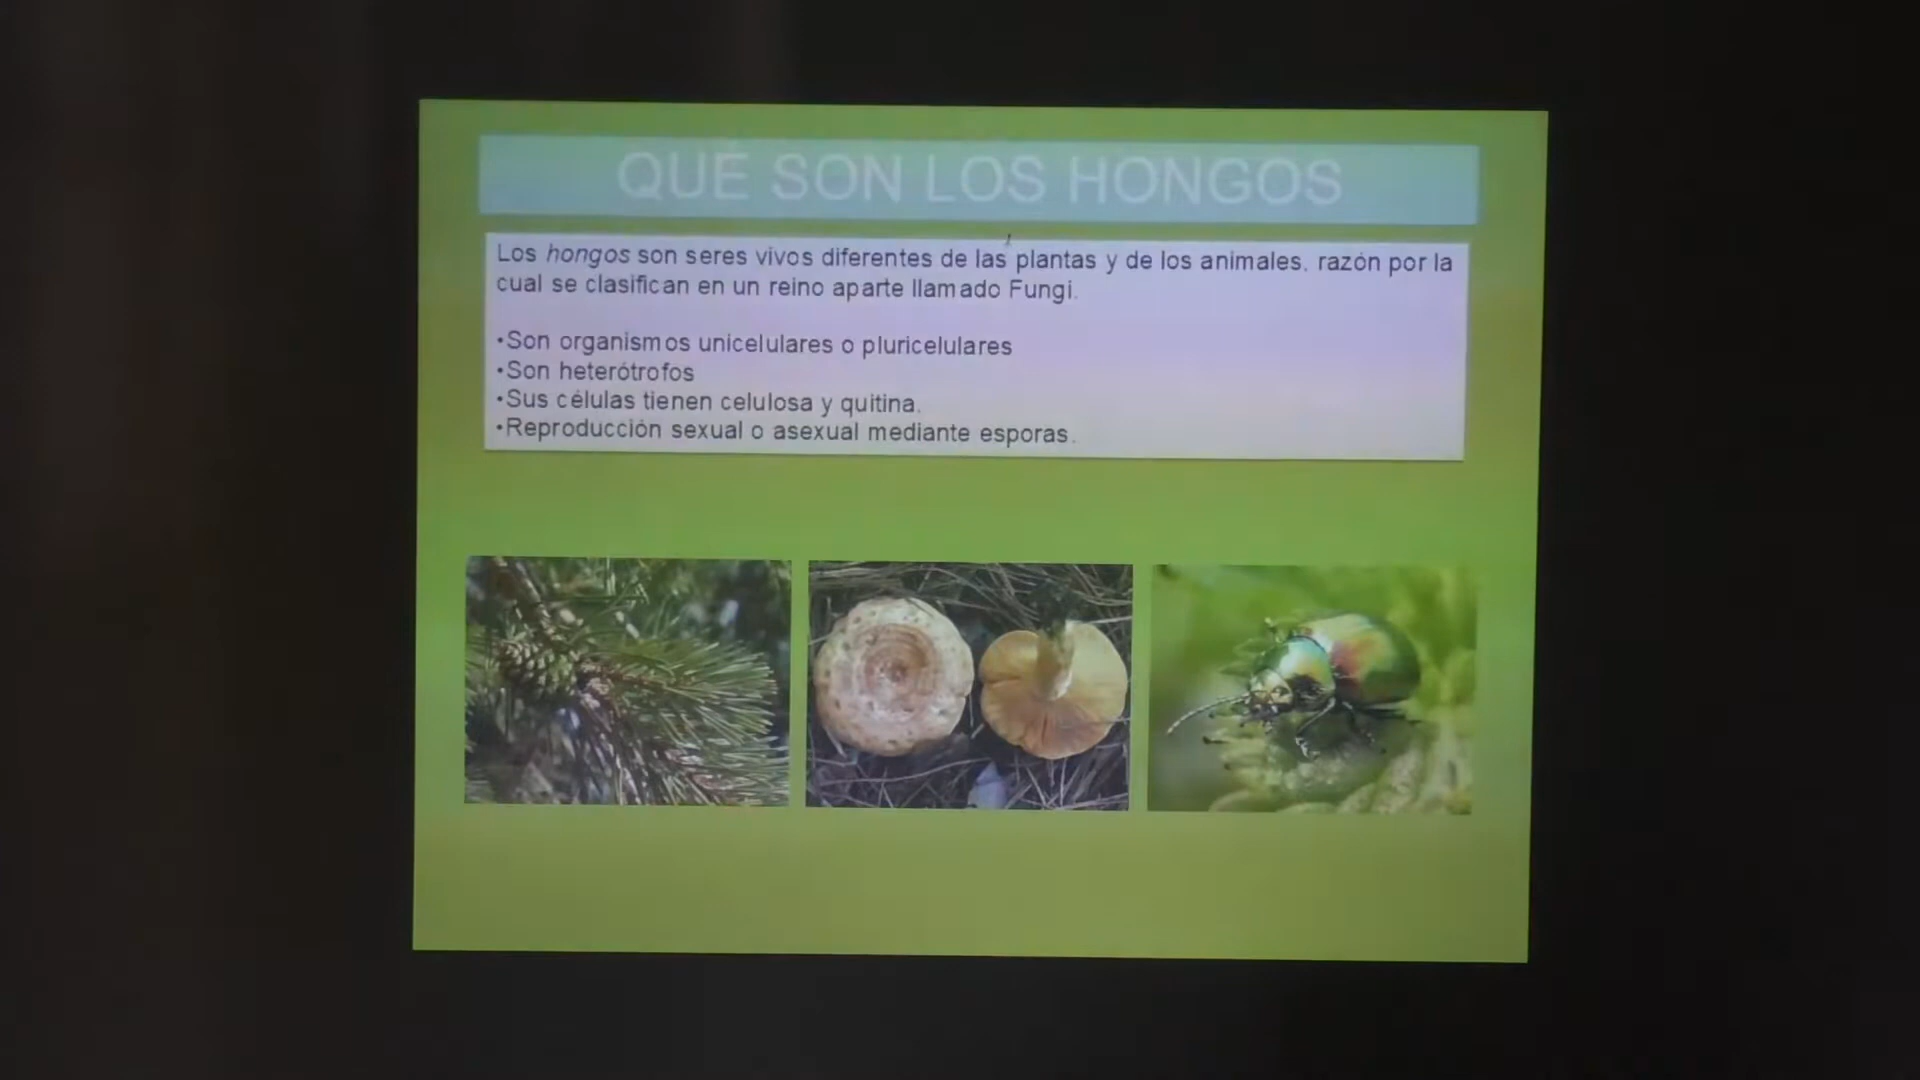 QUÉ SON LOS HONGOS
Los hongos son seres vivos diferentes de las plantas y de los animales, razón por la
cual se clasifican en un reino aparte llamado Fungi.
•Son organismos unicelulares o pluricelulares
•Son heterótrofos
•Sus células tienen celulosa y quitina.
•Reproducción sexual o asexual mediante esporas.